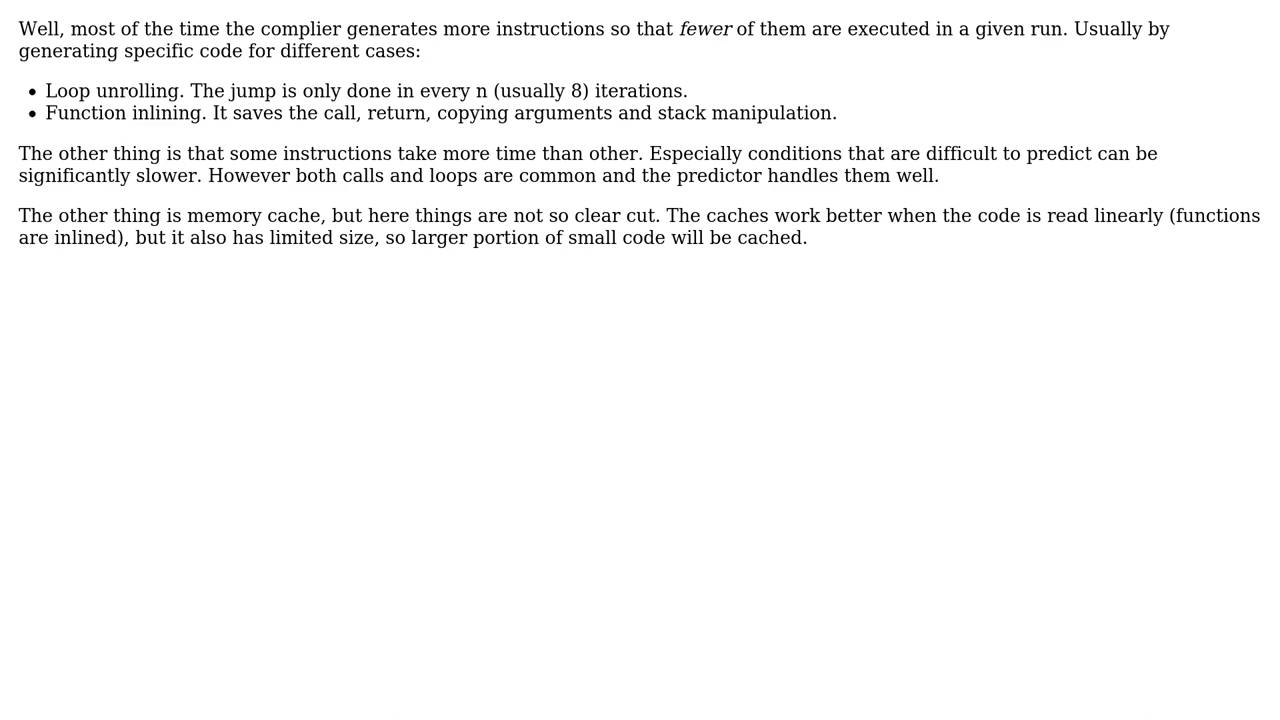 Well, most of the time the complier generates more instructions so that fewer of them are executed in a given run. Usually by
generating specific code for different cases:
• Loop unrolling. The jump is only done in every n (usually 8) iterations.
• Function inlining. It saves the call, return, copying arguments and stack manipulation.
The other thing is that some instructions take more time than other. Especially conditions that are difficult to predict can be
significantly slower. However both calls and loops are common and the predictor handles them well.
The other thing is memory cache, but here things are not so clear cut. The caches work better when the code is read linearly (functions
are inlined), but it also has limited size, so larger portion of small code will be cached.